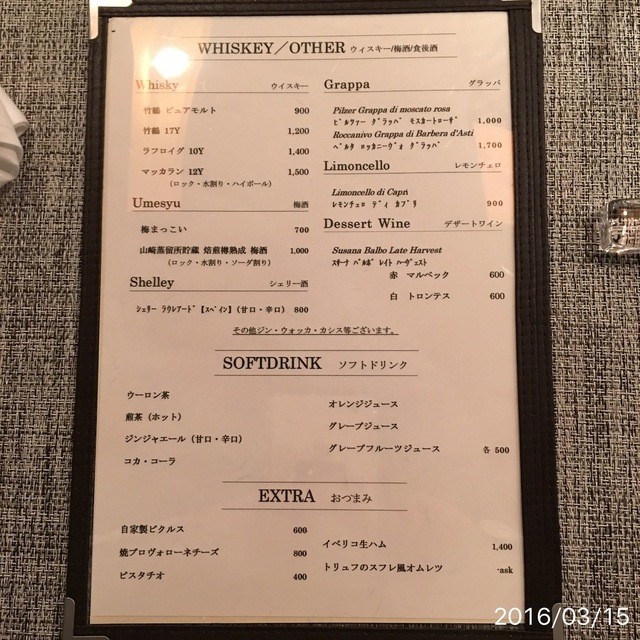 WHISKEY／OTHER ウィスキー/梅酒/食後酒
Whisky ウイスキー
竹鶴 ピュアモルト 900
竹鶴 17Y 1,200
ラフロイグ 10Y 1,400
マッカラン 12Y 1,500
(ロック・水割り・ハイボール)
Umesyu 梅酒
梅まっこい 700
山崎蒸留所貯蔵 焙煎樽熟成 梅酒 1,000
(ロック・水割り・ソーダ割り)
Shelley シェリー酒
ｼｪﾘｰ ﾗｸﾚｱｰﾄﾞ【ｽﾍﾟｲﾝ】(甘口・辛口) 800
Grappa グラッパ
Pilzer Grappa di moscato rosa
ﾋﾟﾙﾂｧｰ ｸﾞﾗｯﾊﾟ ﾓｽｶｰﾄﾛｰｻﾞ 1,000
Roccanivo Grappa di Barbera d'Asti
ﾍﾞﾙﾀ ﾛｯｶﾆｰｳﾞｫ ｸﾞﾗｯﾊﾟ 1,700
Limoncello レモンチェロ
Limoncello di Capri
ﾚﾓﾝﾁｪﾛ ﾃﾞｨ ｶﾌﾟﾘ 900
Dessert Wine デザートワイン
Susana Balbo Late Harvest
ｽｻｰﾅ ﾊﾞﾙﾎﾞ ﾚｲﾄ ﾊｰｳﾞｪｽﾄ
赤 マルベック 600
白 トロンテス 600
その他ジン・ウォッカ・カシス等ございます。
SOFTDRINK ソフトドリンク
ウーロン茶
煎茶（ホット）
ジンジャエール（甘口・辛口）
コカ・コーラ
オレンジジュース
グレープジュース
グレープフルーツジュース 各 500
EXTRA おつまみ
自家製ピクルス 600
焼プロヴォローネチーズ 800
ピスタチオ 400
イベリコ生ハム 1,400
トリュフのスフレ風オムレツ ·ask
2016/03/15